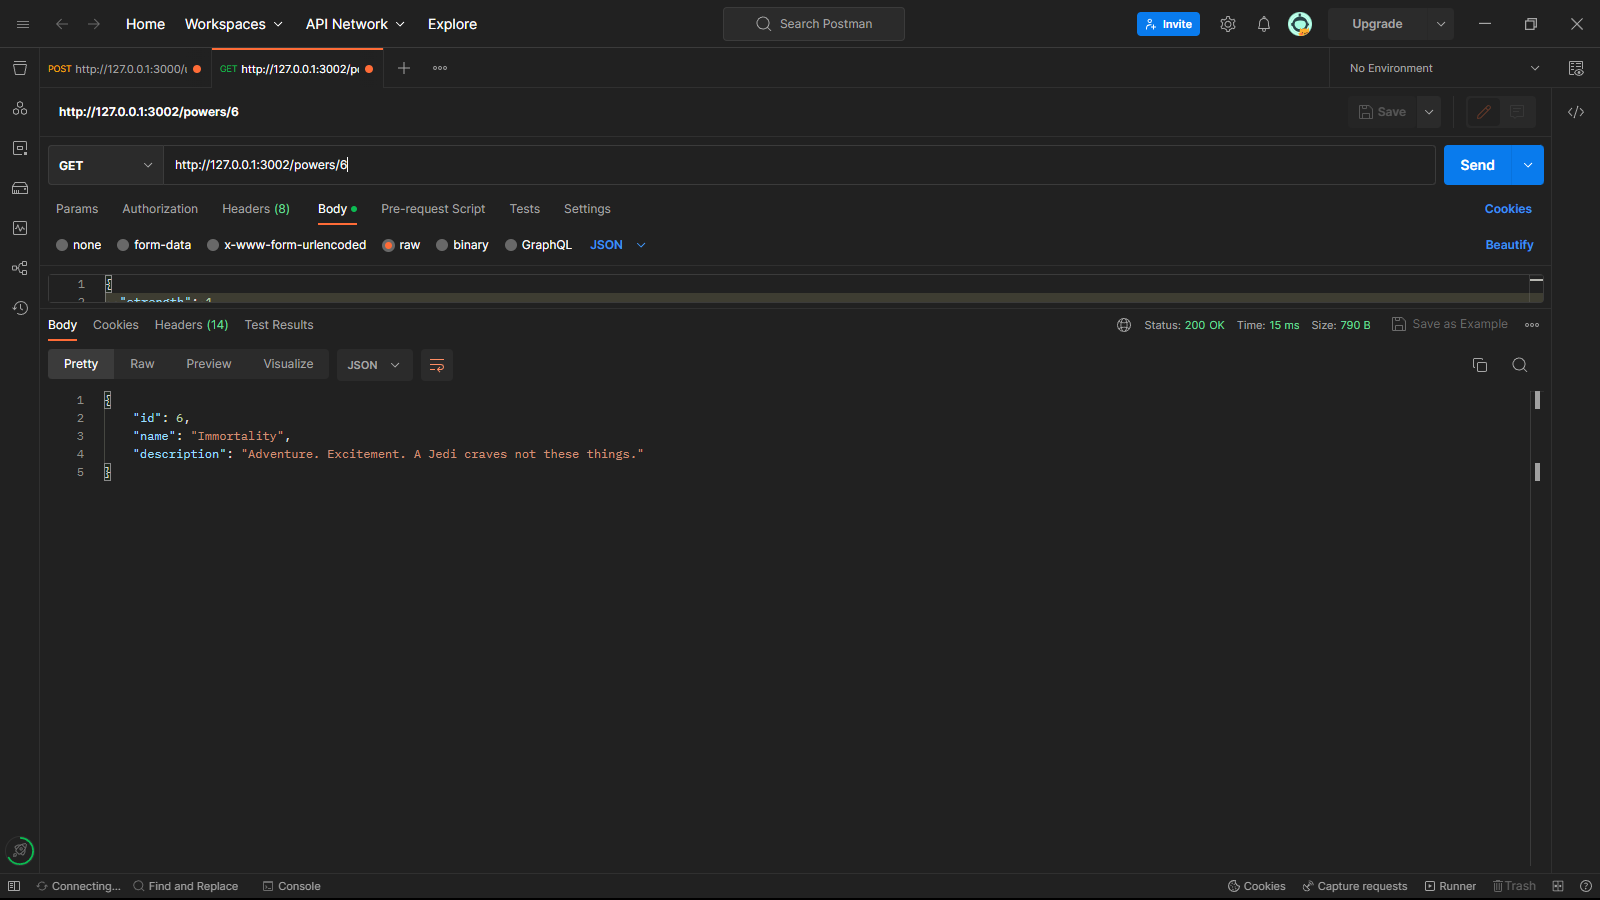 Home Workspaces API Network Explore Search Postman Invite Upgrade
POST http://127.0.0.1:3000/ GET http://127.0.0.1:3002/p No Environment
http://127.0.0.1:3002/powers/6 Save
GET http://127.0.0.1:3002/powers/6 Send
Params Authorization Headers (8) Body Pre-request Script Tests Settings Cookies
none form-data x-www-form-urlencoded raw binary GraphQL JSON Beautify
1 {
2 "strength": 1
Body Cookies Headers (14) Test Results Status: 200 OK Time: 15 ms Size: 790 B Save as Example
Pretty Raw Preview Visualize JSON
1 {
2 "id": 6,
3 "name": "Immortality",
4 "description": "Adventure. Excitement. A Jedi craves not these things."
5 }
Connecting... Find and Replace Console Cookies Capture requests Runner Trash